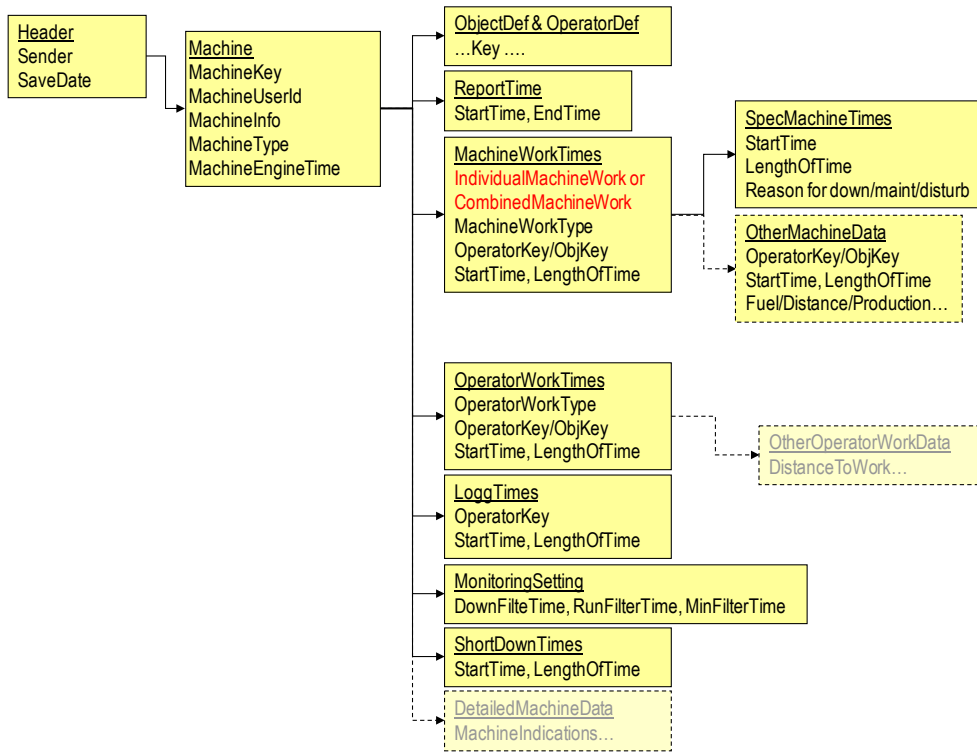 Header
Sender
SaveDate
Machine
MachineKey
MachineUserId
MachineInfo
MachineType
MachineEngineTime
ObjectDef & OperatorDef
…Key ….
ReportTime
StartTime, EndTime
MachineWorkTimes
IndividualMachineWork or
CombinedMachineWork
MachineWorkType
OperatorKey/ObjKey
StartTime, LengthOfTime
SpecMachineTimes
StartTime
LengthOfTime
Reason for down/maint/disturb
OtherMachineData
OperatorKey/ObjKey
StartTime, LengthOfTime
Fuel/Distance/Production…
OperatorWorkTimes
OperatorWorkType
OperatorKey/ObjKey
StartTime, LengthOfTime
OtherOperatorWorkData
DistanceToWork…
LoggTimes
OperatorKey
StartTime, LengthOfTime
MonitoringSetting
DownFilteTime, RunFilterTime, MinFilterTime
ShortDownTimes
StartTime, LengthOfTime
DetailedMachineData
MachineIndications…